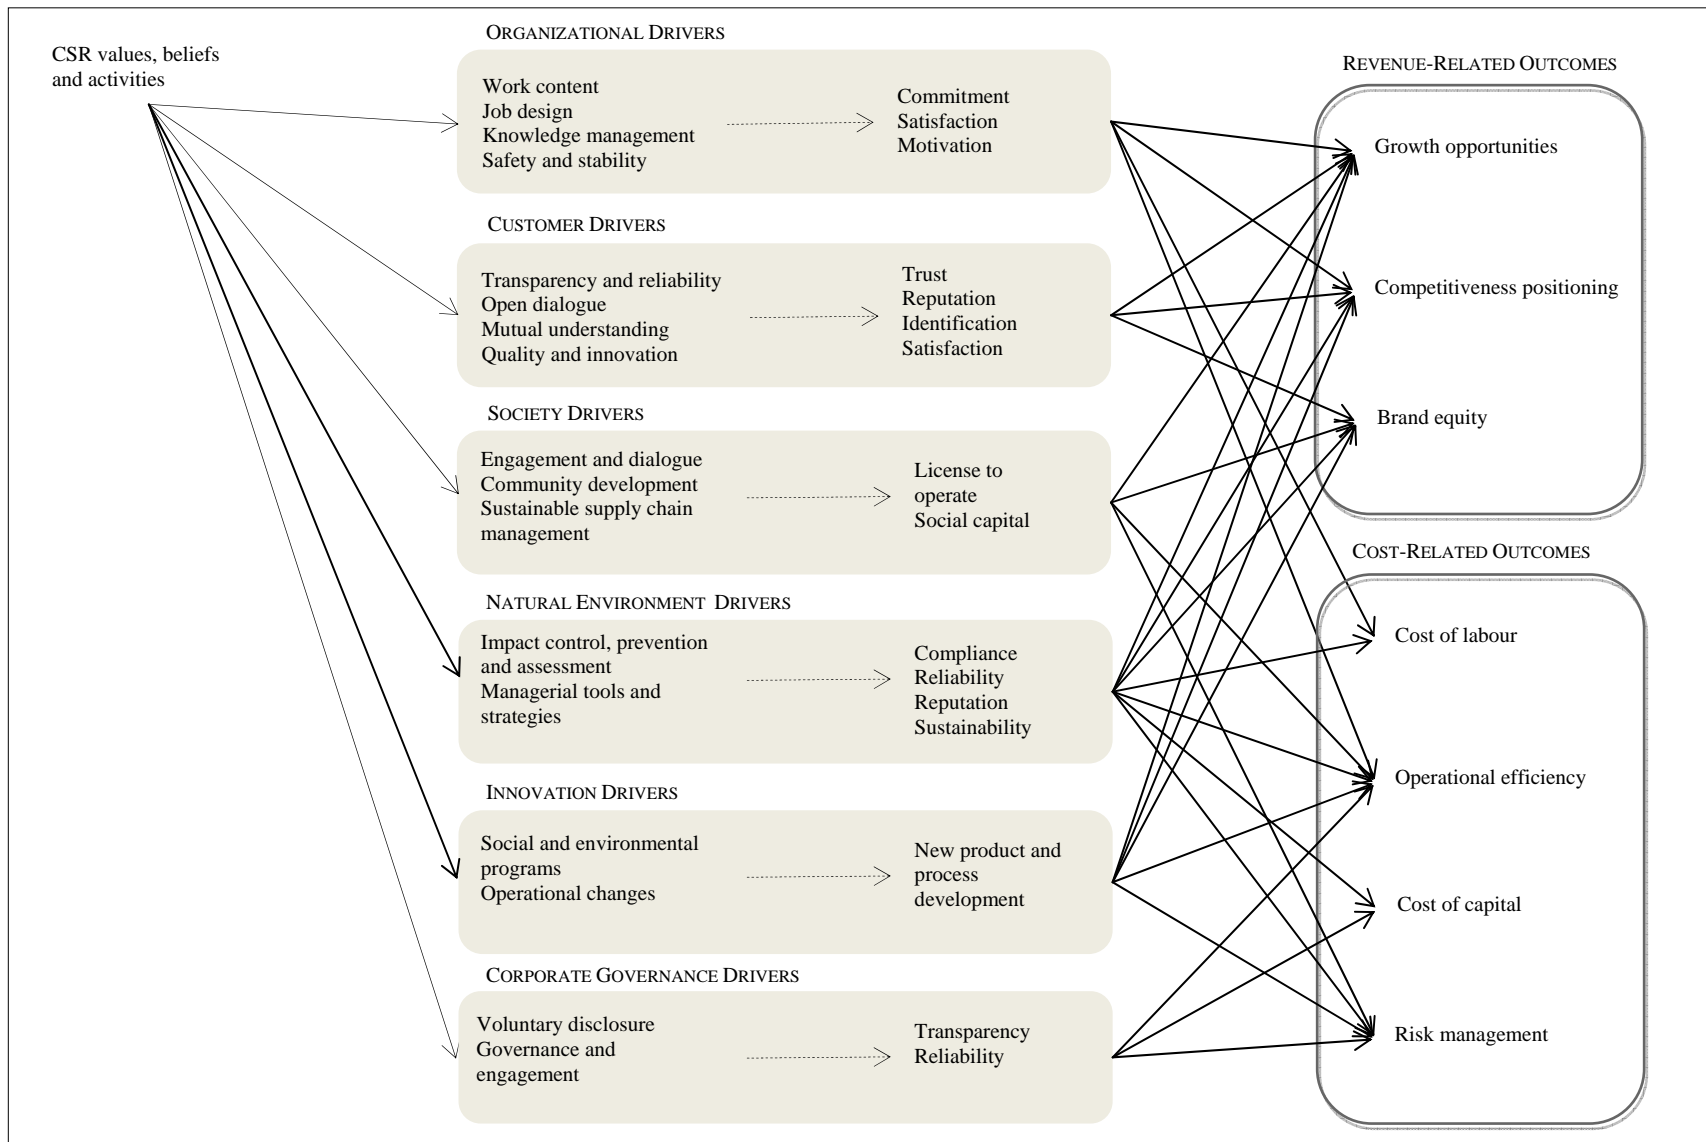 CSR values, beliefs
and activities
ORGANIZATIONAL DRIVERS
Work content
Job design
Knowledge management
Safety and stability
Commitment
Satisfaction
Motivation
CUSTOMER DRIVERS
Transparency and reliability
Open dialogue
Mutual understanding
Quality and innovation
Trust
Reputation
Identification
Satisfaction
SOCIETY DRIVERS
Engagement and dialogue
Community development
Sustainable supply chain
management
License to
operate
Social capital
NATURAL ENVIRONMENT DRIVERS
Impact control, prevention
and assessment
Managerial tools and
strategies
Compliance
Reliability
Reputation
Sustainability
INNOVATION DRIVERS
Social and environmental
programs
Operational changes
New product and
process
development
CORPORATE GOVERNANCE DRIVERS
Voluntary disclosure
Governance and
engagement
Transparency
Reliability
REVENUE-RELATED OUTCOMES
Growth opportunities
Competitiveness positioning
Brand equity
COST-RELATED OUTCOMES
Cost of labour
Operational efficiency
Cost of capital
Risk management